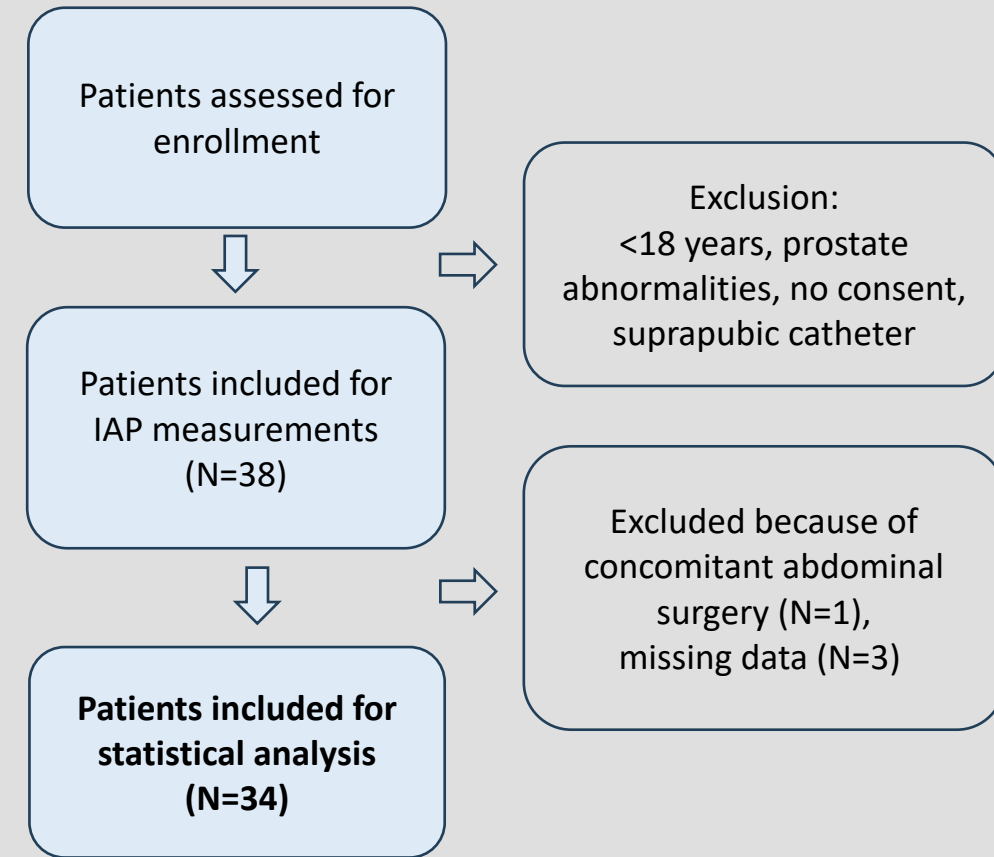 Patients assessed for
enrollment
Exclusion:
<18 years, prostate
abnormalities, no consent,
suprapubic catheter
Patients included for
IAP measurements
(N=38)
Excluded because of
concomitant abdominal
surgery (N=1),
missing data (N=3)
Patients included for
statistical analysis
(N=34)